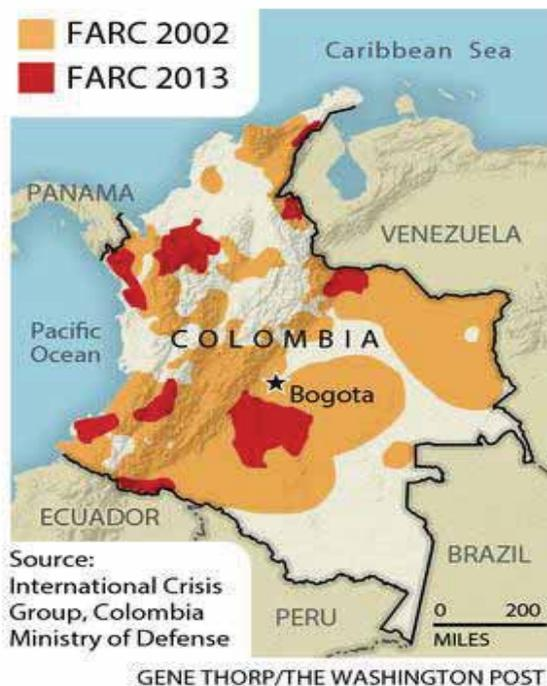 FARC 2002
FARC 2013
Caribbean Sea
PANAMA
VENEZUELA
Pacific
Ocean
COLOMBIA
Bogota
ECUADOR
BRAZIL
PERU
0 200
MILES
Source:
International Crisis
Group, Colombia
Ministry of Defense
GENE THORP/THE WASHINGTON POST